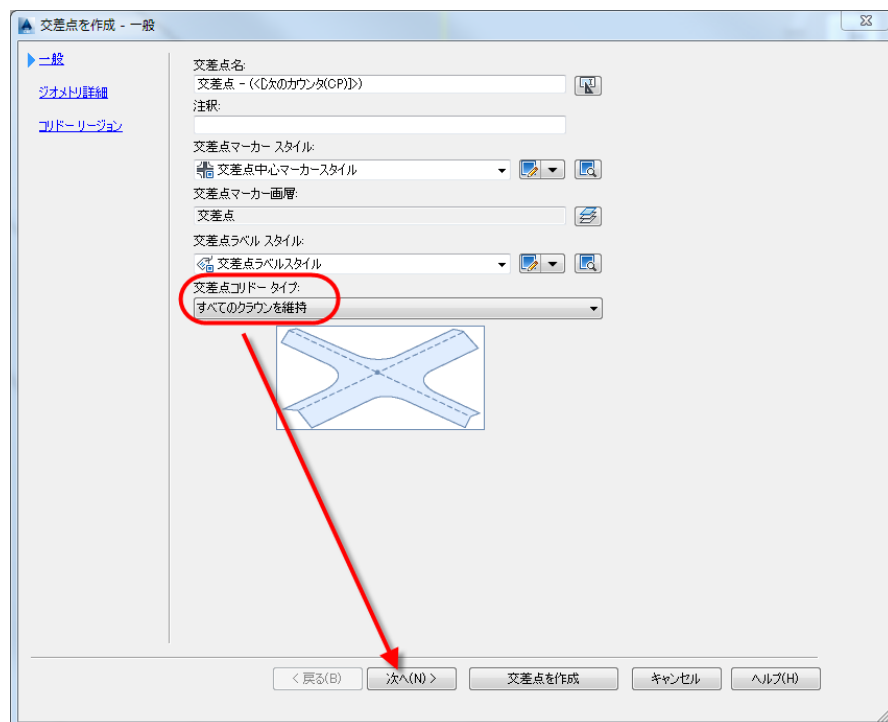 交差点を作成 - 一般
一般
ジオメトリ詳細
コリドー リージョン
交差点名:
交差点 - (<[次のカウンタ(CP)]>)
注釈:
交差点マーカー スタイル:
交差点中心マーカースタイル
交差点マーカー画層:
交差点
交差点ラベル スタイル:
交差点ラベルスタイル
交差点コリドー タイプ:
すべてのクラウンを維持
< 戻る(B)
次へ(N) >
交差点を作成
キャンセル
ヘルプ(H)